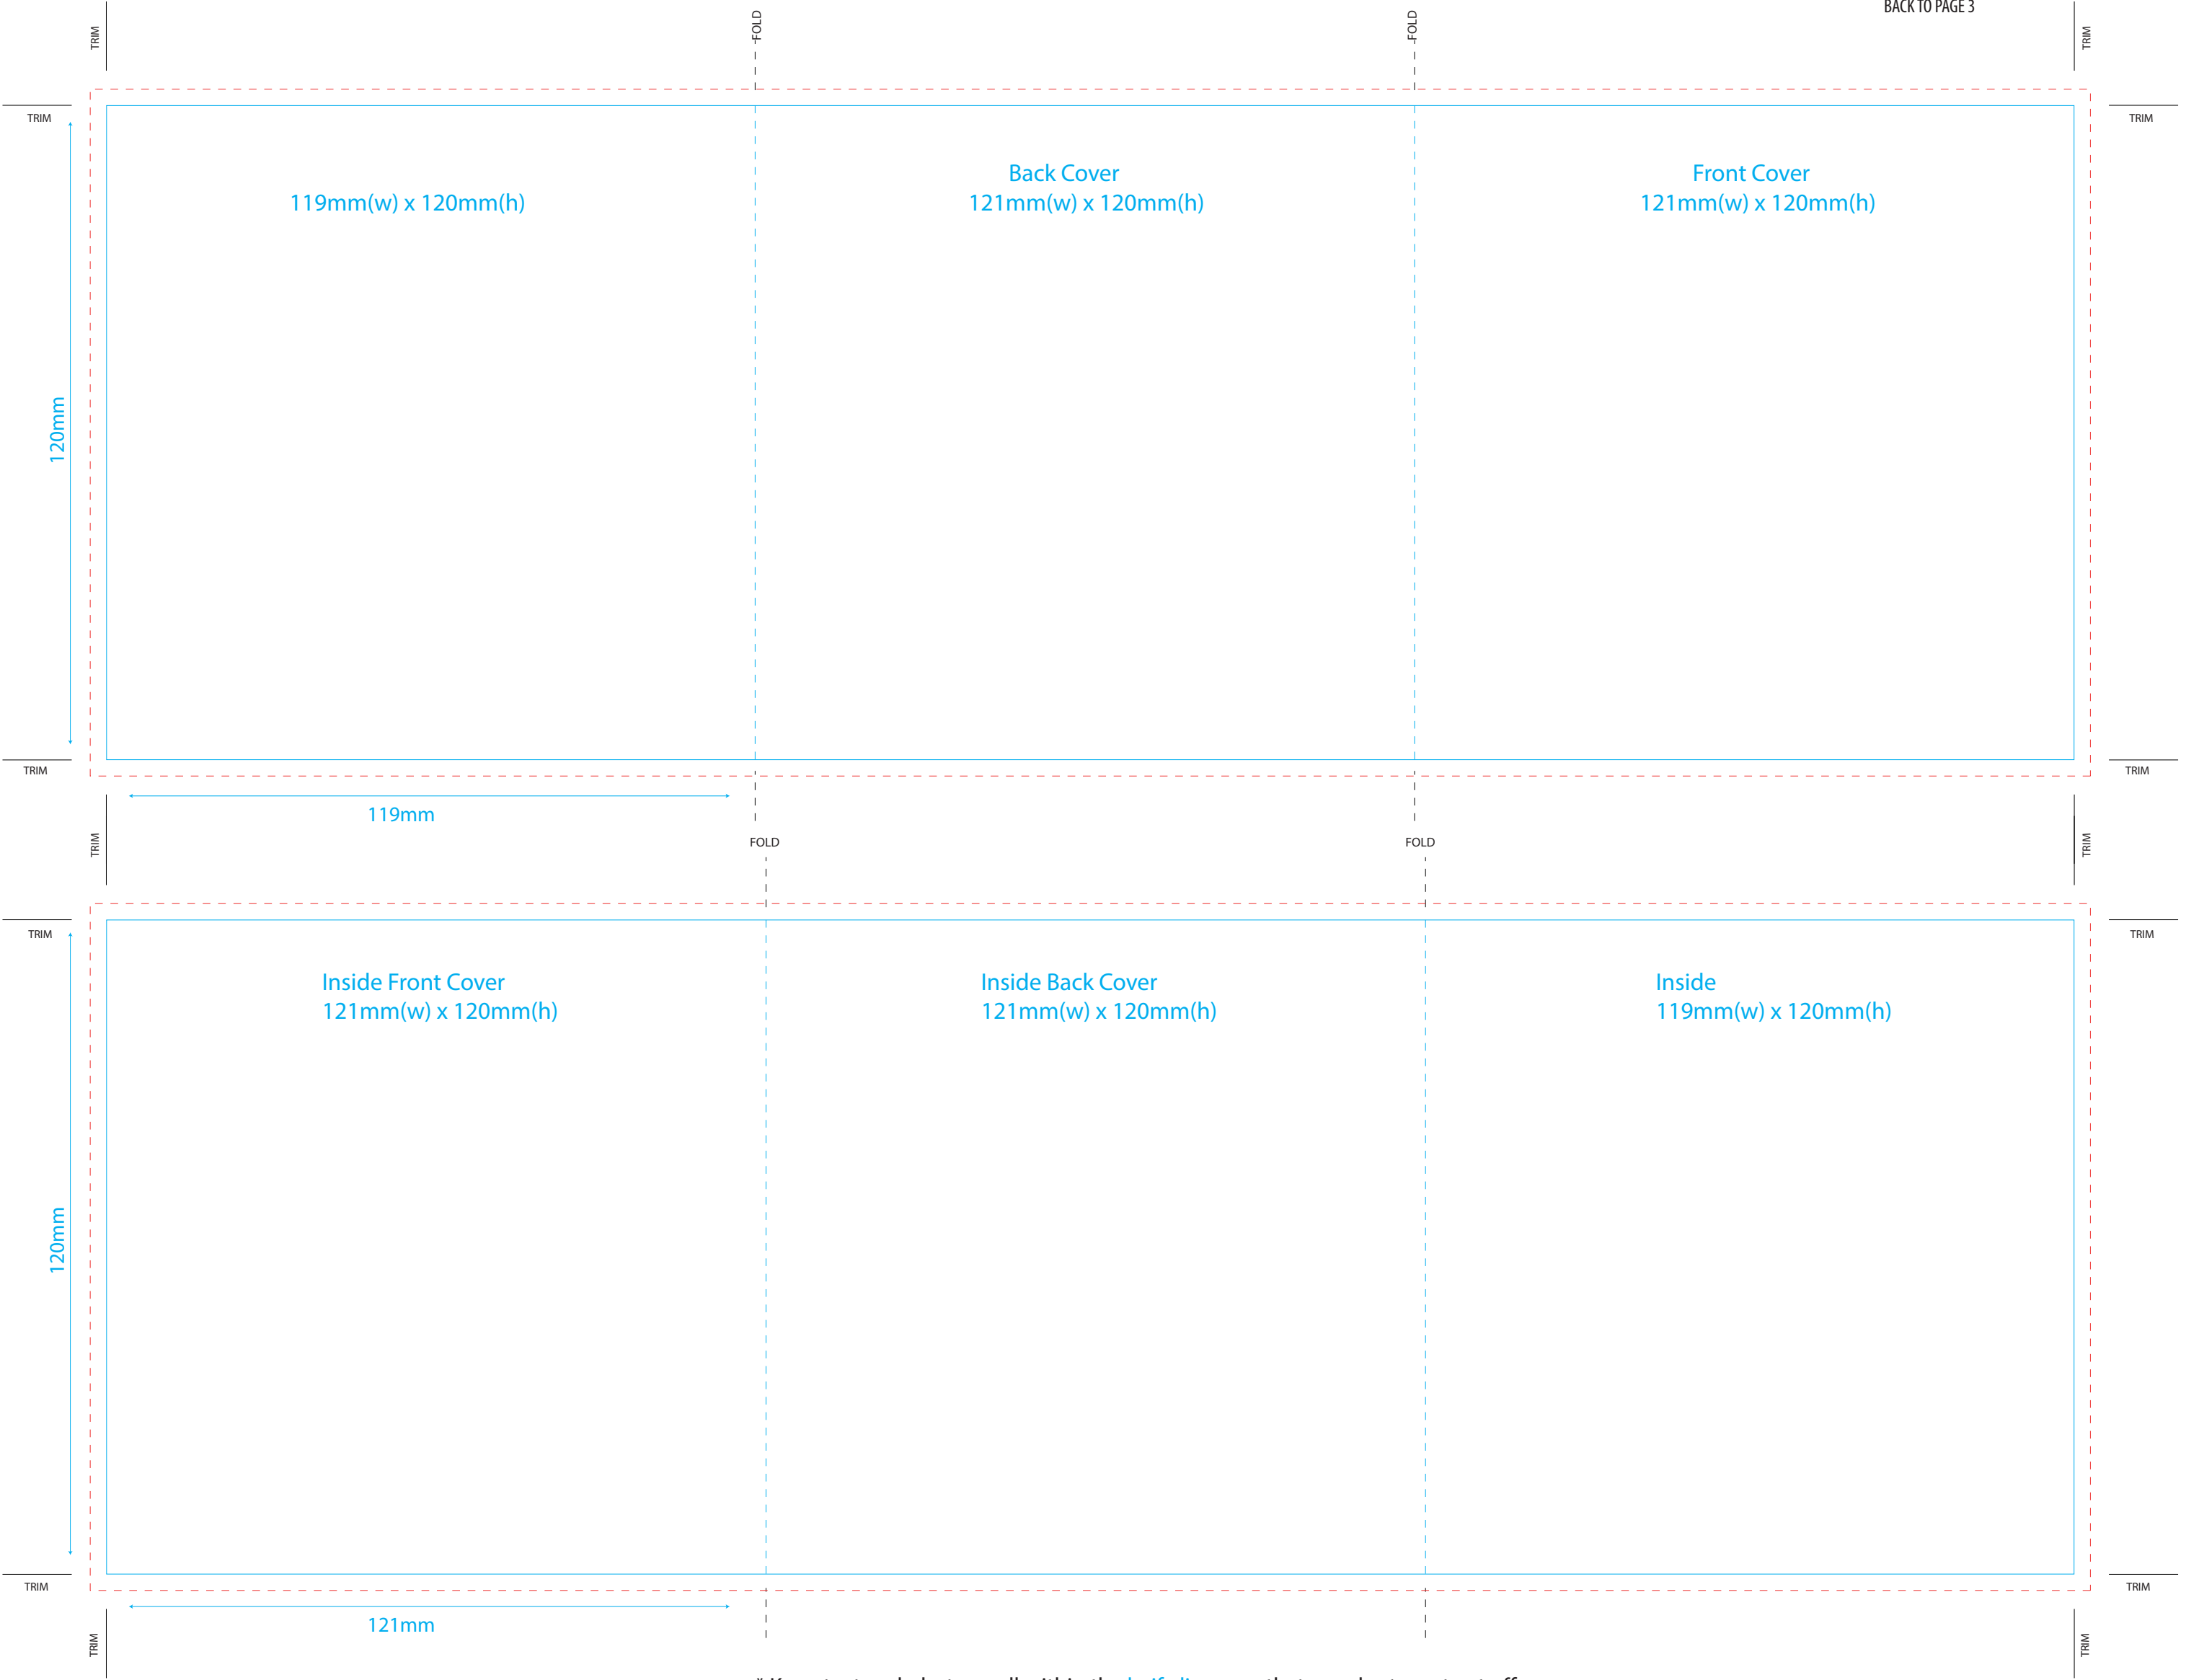 BACK TO PAGE 3
TRIM
FOLD
FOLD
TRIM
TRIM
TRIM
Back Cover
Front Cover
119mm(w) x 120mm(h)
121mm(w) x 120mm(h)
121mm(w) x 120mm(h)
120mm
TRIM
TRIM
119mm
TRIM
FOLD
FOLD
TRIM
TRIM
TRIM
Inside Front Cover
121mm(w) x 120mm(h)
Inside Back Cover
121mm(w) x 120mm(h)
Inside
119mm(w) x 120mm(h)
120mm
TRIM
TRIM
121mm
TRIM
TRIM